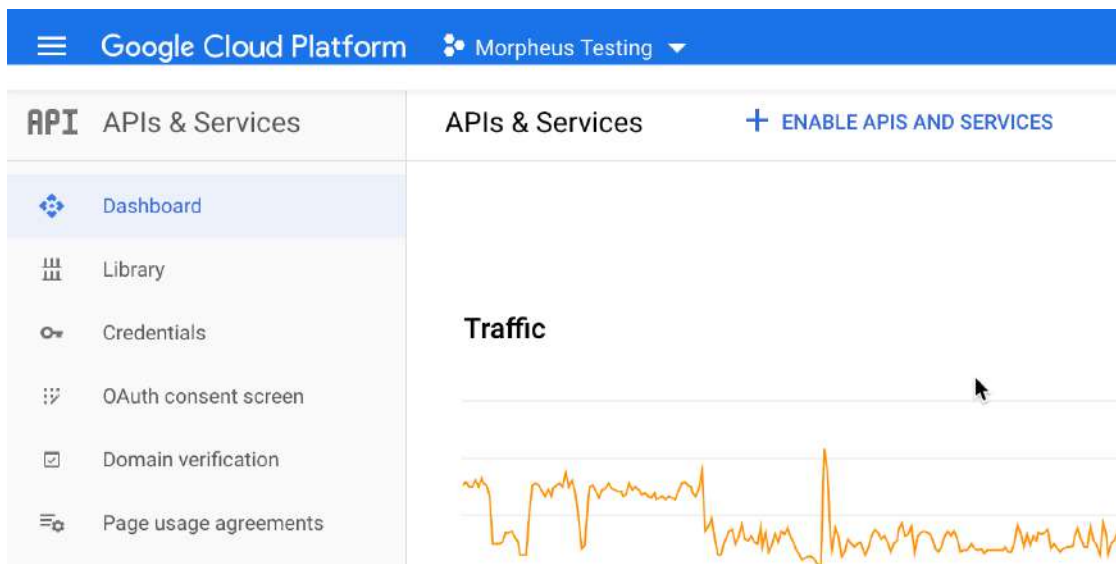 Google Cloud Platform Morpheus Testing
API APIs & Services
APIs & Services + ENABLE APIS AND SERVICES
Dashboard
Library
Credentials
OAuth consent screen
Domain verification
Page usage agreements
Traffic